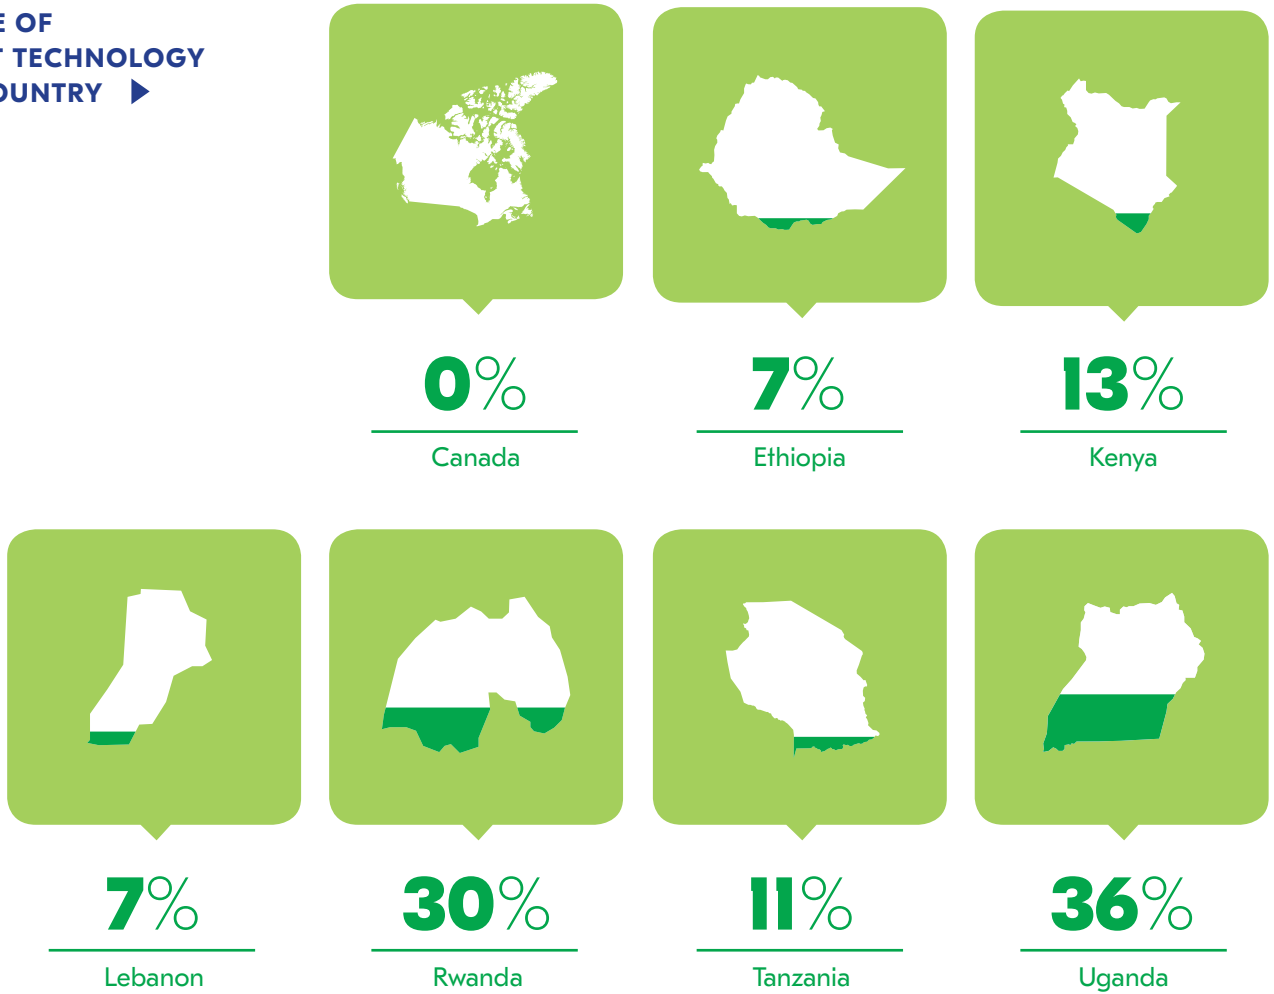 E OF
TECHNOLOGY
OUNTRY
0%
Canada
7%
Ethiopia
13%
Kenya
7%
Lebanon
30%
Rwanda
11%
Tanzania
36%
Uganda